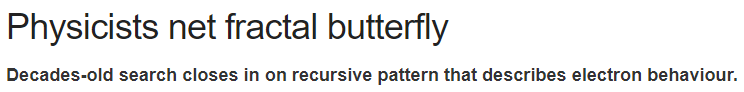 Physicists net fractal butterfly
Decades-old search closes in on recursive pattern that describes electron behaviour.